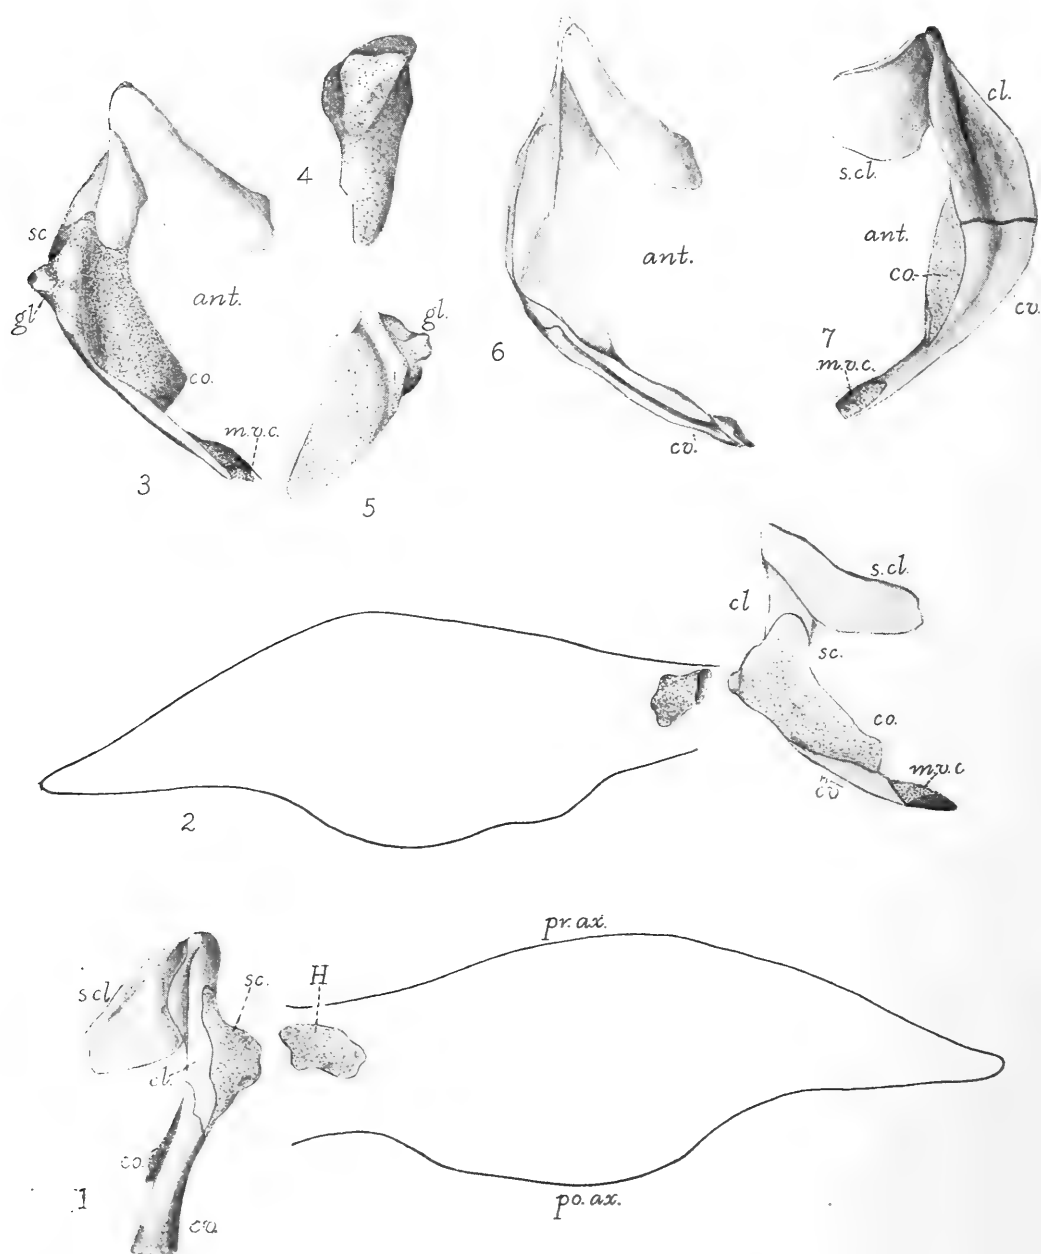 4
cl.
s.cl.
sc
ant.
ant.
ant.
co.
gl
gl.
cv.
6
7
co.
m.v.c.
m.v.c.
cv.
3
5
s.cl.
cl
sc.
co.
m.v.c
cv
2
pr.ax.
s cl
sc.
H
cl.
co.
1
cv.
po.ax.